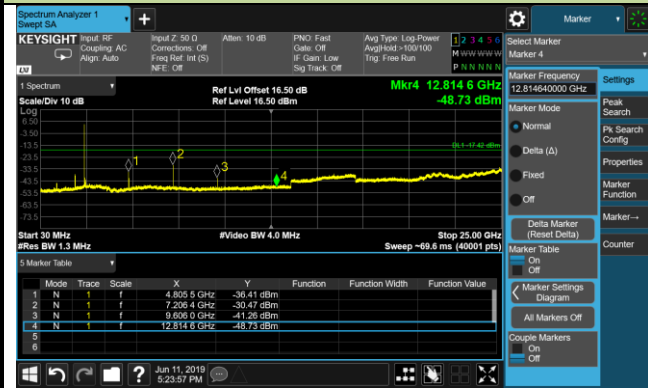 Spectrum Analyzer 1
Swept SA
Marker
KEYSIGHT
Input: RF
Coupling: AC
Align: Auto
Input Z: 50 Ω
Corrections: Off
Freq Ref: Int (S)
NFE: Off
Atten: 10 dB
PNO: Fast
Gate: Off
IF Gain: Low
Sig Track: Off
Avg Type: Log-Power
Avg|Hold:>100/100
Trig: Free Run
1 2 3 4 5 6
M W W W W W
P N N N N N
LXI
Select Marker
Marker 4
1 Spectrum
Scale/Div 10 dB
Log
Ref Lvl Offset 16.50 dB
Ref Level 16.50 dBm
Mkr4 12.814 6 GHz
-48.73 dBm
6.50
-3.50
-13.5
-23.5
-33.5
-43.5
-53.5
-63.5
-73.5
DL1 -17.42 dBm
1
2
3
4
Start 30 MHz
#Res BW 1.3 MHz
#Video BW 4.0 MHz
Stop 25.00 GHz
Sweep ~69.6 ms (40001 pts)
5 Marker Table
Mode Trace Scale X Y Function Function Width Function Value
1 N 1 f 4.805 5 GHz -36.41 dBm
2 N 1 f 7.206 4 GHz -30.47 dBm
3 N 1 f 9.606 0 GHz -41.26 dBm
4 N 1 f 12.814 6 GHz -48.73 dBm
5
6
Marker Frequency
12.814640000 GHz
Marker Mode
Normal
Delta (Δ)
Fixed
Off
Delta Marker
(Reset Delta)
Marker Table
On
Off
Marker Settings
Diagram
All Markers Off
Couple Markers
On
Off
Settings
Peak
Search
Pk Search
Config
Properties
Marker
Function
Marker→
Counter
Jun 11, 2019
5:23:57 PM